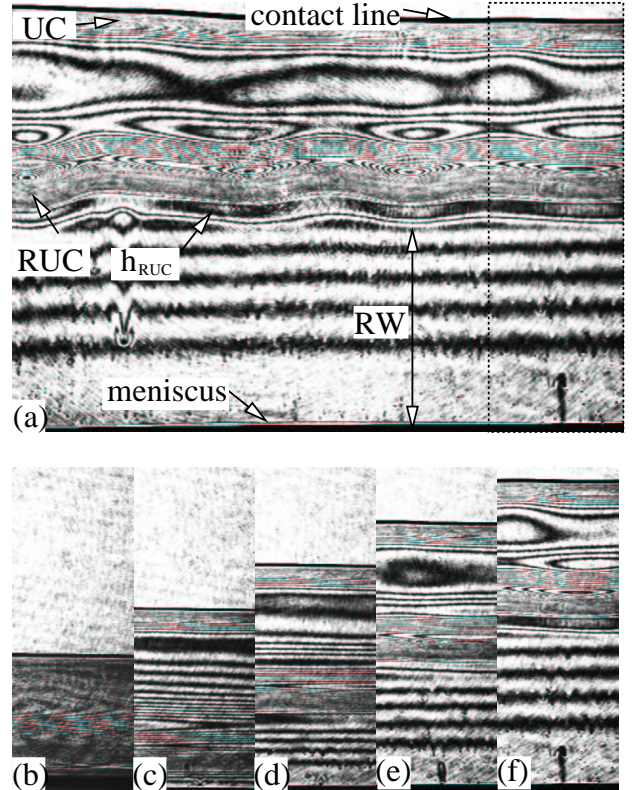 contact line
UC
RUC
h_RUC
RW
meniscus
(a)
(b) (c) (d) (e) (f)